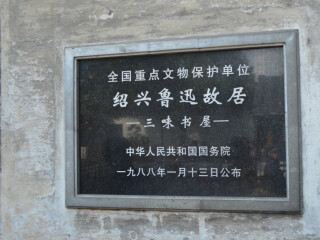 全国重点文物保护单位
绍兴鲁迅故居
—三味书屋—
中华人民共和国国务院
一九八八年一月十三日公布